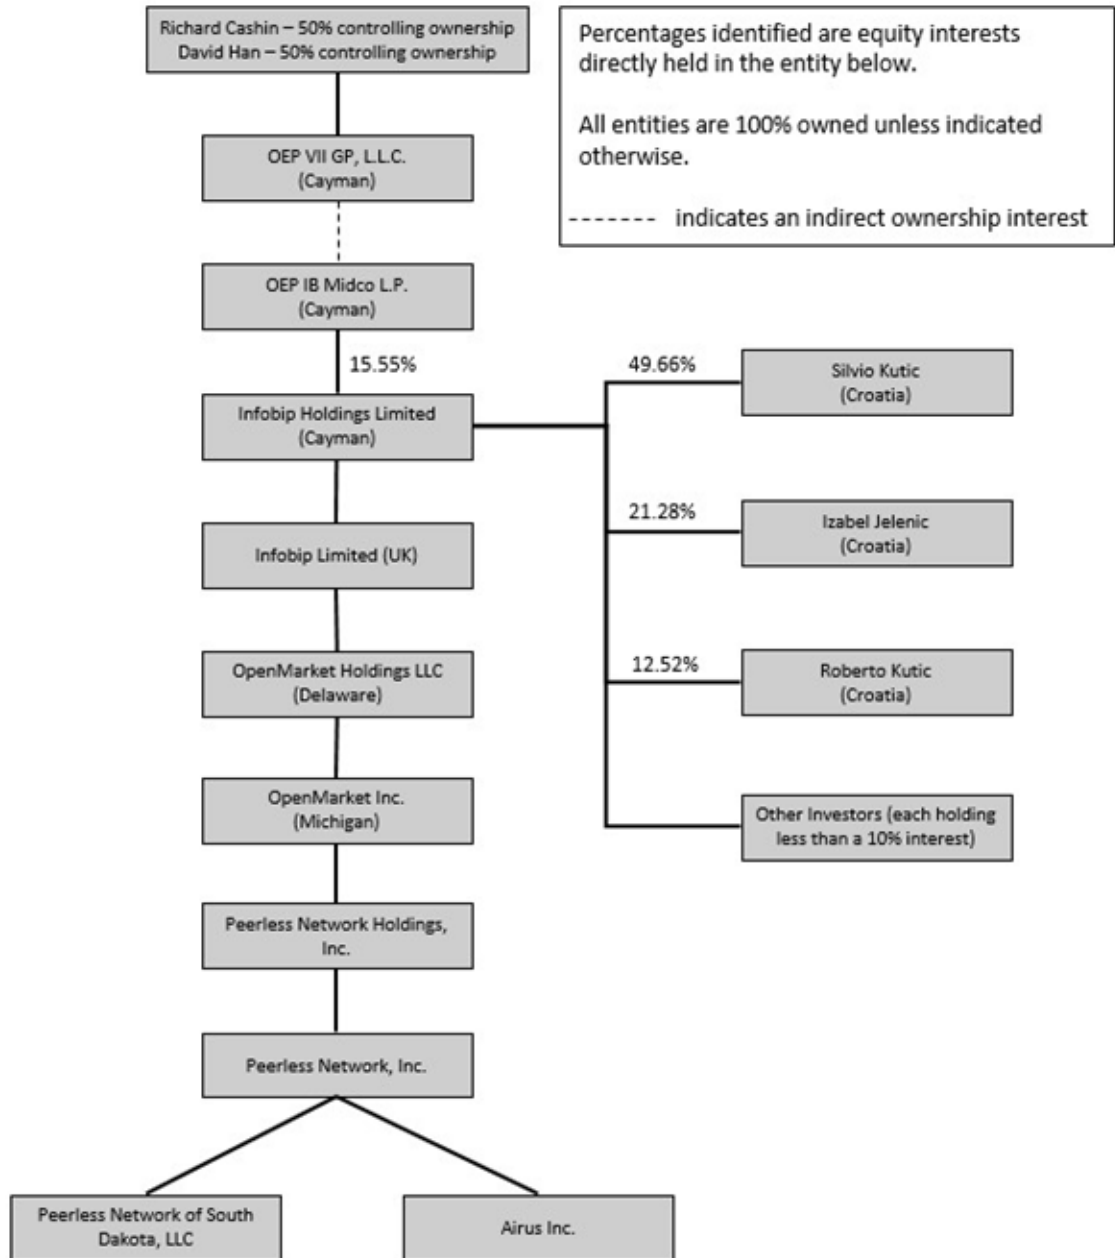 Richard Cashin – 50% controlling ownership
David Han – 50% controlling ownership
Percentages identified are equity interests
directly held in the entity below.
All entities are 100% owned unless indicated
otherwise.
------- indicates an indirect ownership interest
OEP VII GP, L.L.C.
(Cayman)
OEP IB Midco L.P.
(Cayman)
15.55%
Infobip Holdings Limited
(Cayman)
49.66%
Silvio Kutic
(Croatia)
21.28%
Izabel Jelenic
(Croatia)
12.52%
Roberto Kutic
(Croatia)
Other Investors (each holding
less than a 10% interest)
Infobip Limited (UK)
OpenMarket Holdings LLC
(Delaware)
OpenMarket Inc.
(Michigan)
Peerless Network Holdings,
Inc.
Peerless Network, Inc.
Peerless Network of South
Dakota, LLC
Airus Inc.